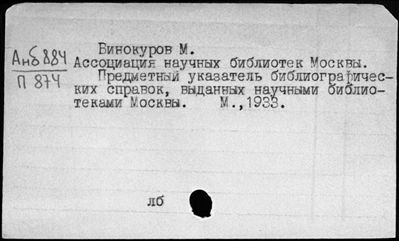 Анб 884
П 874
Винокуров М.
Ассоциация научных библиотек Москвы.
Предметный указатель библиографичес-
ких справок, выданных научными библио-
теками Москвы. М.,1933.
лб